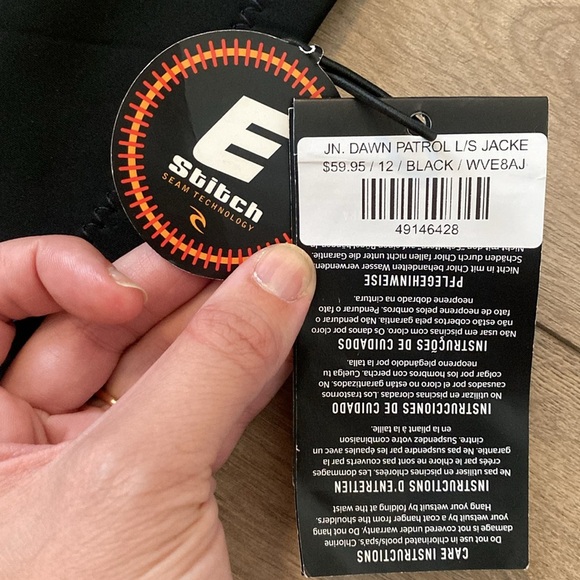 E
Stitch
SEAM TECHNOLOGY
JN. DAWN PATROL L/S JACKE
$59.95 / 12 / BLACK / WVE8AJ
49146428
CARE INSTRUCTIONS
Do not use in chlorinated pools/spa's. Chlorine
damage is not covered under warranty. Do not hang
your wetsuit by a coat hanger from the shoulders.
Hang your wetsuit by folding at the waist
INSTRUCTIONS D'ENTRETIEN
Ne pas utiliser en piscines chlorées. Les dommages
créés par le chlore ne sont pas couverts par la
garantie. Ne pas suspendre par les épaules avec un
cintre. Suspendez votre combinaison
en la pliant à la taille.
INSTRUCCIONES DE CUIDADO
No utilizar en piscinas cloradas. Los trastornos
causados por el cloro no están garantizados. No
colgar por los hombros con percha. Cuelga tu
neopreno plegándolo por la talla.
INSTRUÇÕES DE CUIDADOS
Não usar em piscinas com cloro. Os danos por cloro
não estão cobertos pela garantia. Não pendurar o
fato de neopreno pelos ombros. Pendurar o fato de
neopreno dobrado na cintura.
Nicht in mit Chlor behandelten Wasser verwenden.
Schäden durch Chlor fallen nicht in die Garantie.